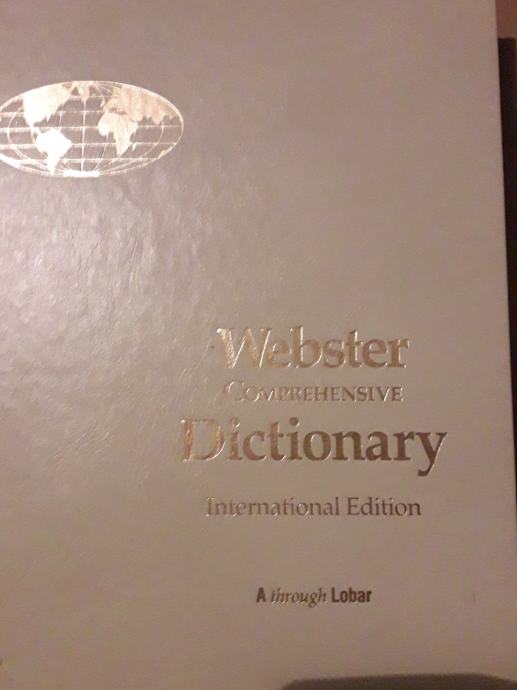 Webster
COMPREHENSIVE
Dictionary
International Edition
A through Lobar